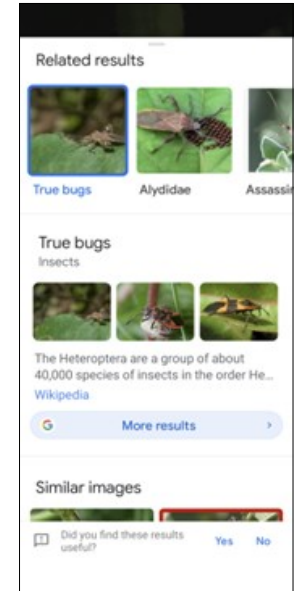 Related results
True bugs
Alydidae
Assassin
True bugs
Insects
The Heteroptera are a group of about
40,000 species of insects in the order He...
Wikipedia
G
More results
Similar images
Did you find these results
useful?
Yes
No